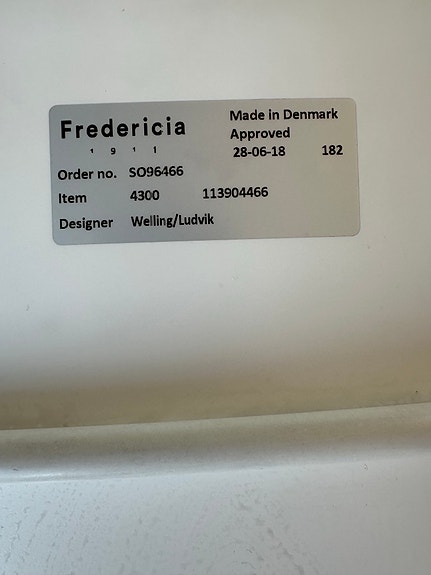 Fredericia
1 9 1 1
Made in Denmark
Approved
28-06-18 182
Order no. SO96466
Item 4300 113904466
Designer Welling/Ludvik